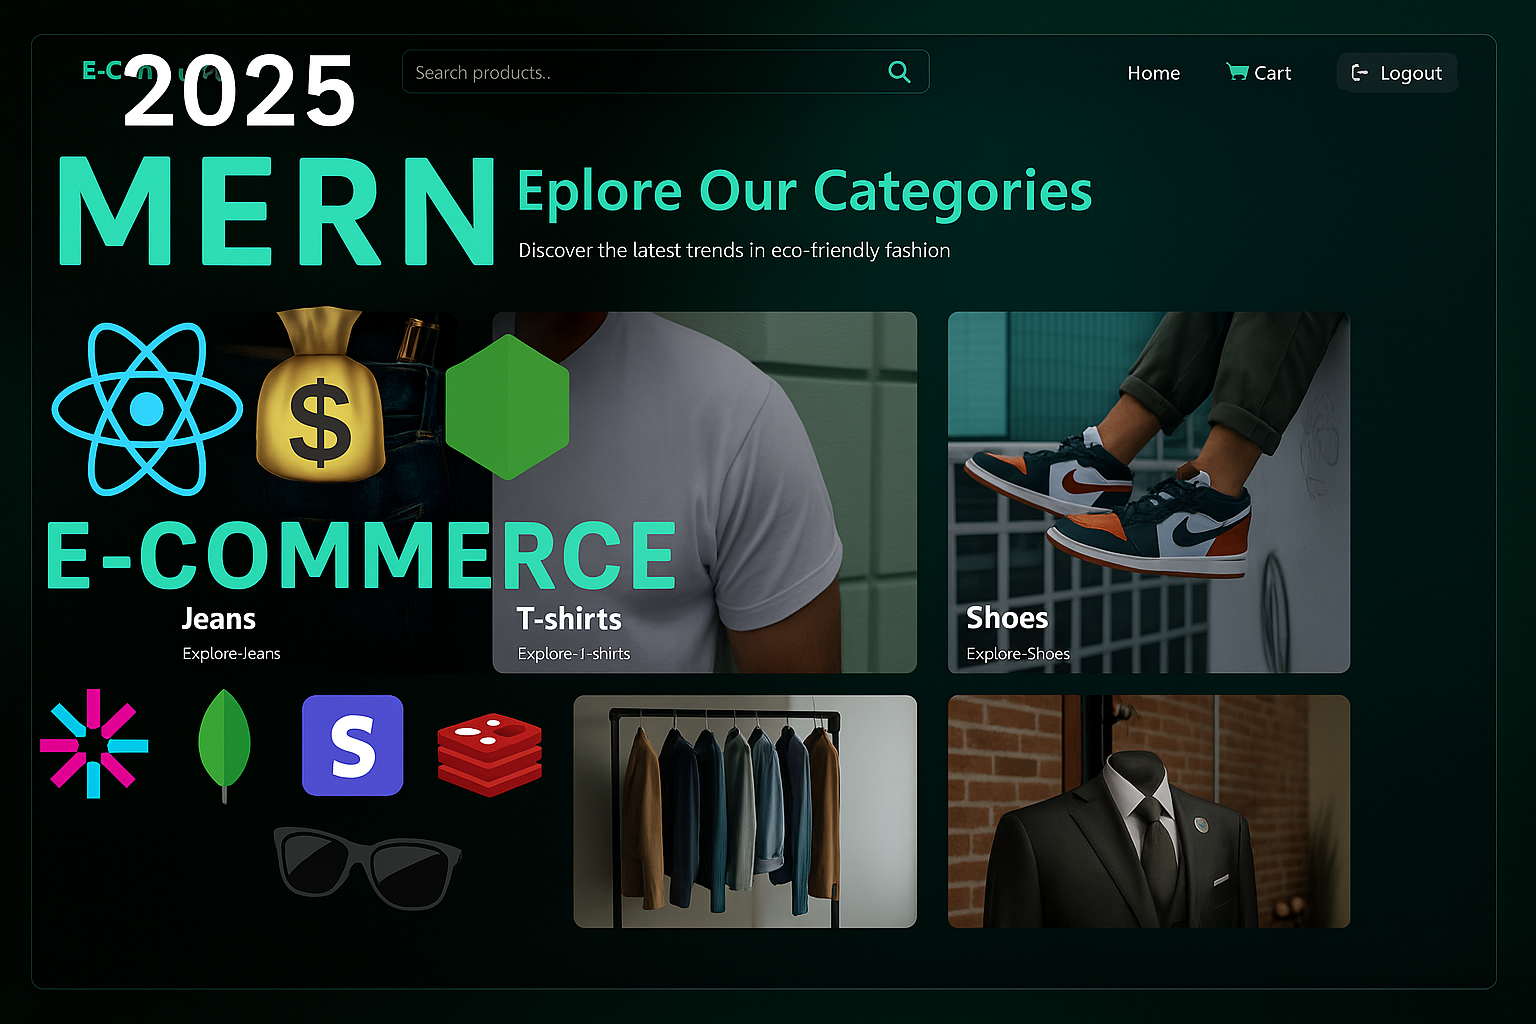 2025
Search products..
Home
Cart
Logout
MERN
Eplore Our Categories
Discover the latest trends in eco-friendly fashion
$
E-COMMERCE
Jeans
Explore-Jeans
T-shirts
Explore-T-shirts
Shoes
Explore-Shoes
S